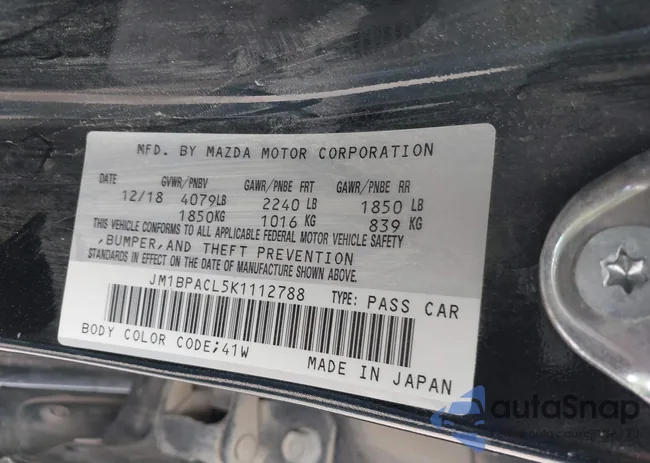 MFD. BY MAZDA MOTOR CORPORATION
DATE GVWR/PNBV GAWR/PNBE FRT GAWR/PNBE RR
12/18 4079LB 2240 LB 1850 LB
1850KG 1016 KG 839 KG
THIS VEHICLE CONFORMS TO ALL APPLICABLE FEDERAL MOTOR VEHICLE SAFETY
,BUMPER,AND THEFT PREVENTION
STANDARDS IN EFFECT ON THE DATE OF MANUFACTURE SHOWN ABOVE.
JM1BPACL5K1112788 TYPE: PASS CAR
BODY COLOR CODE;41W
MADE IN JAPAN
autoSnap